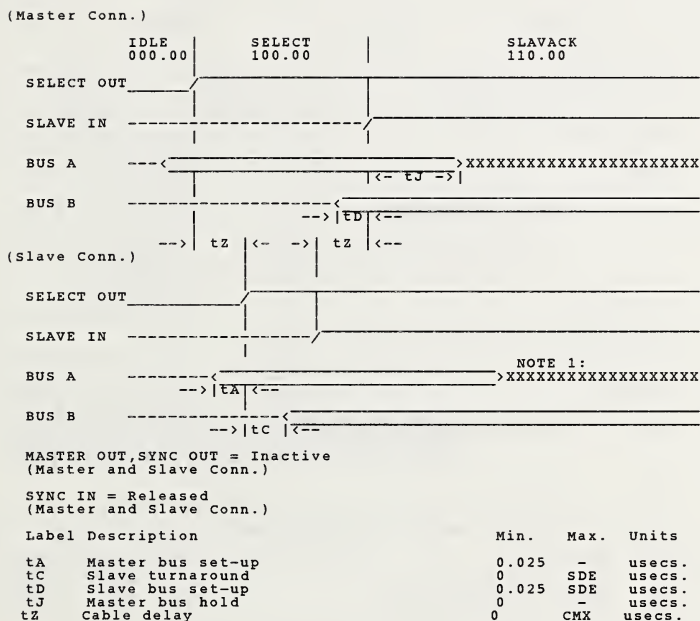 (Master Conn.)
IDLE | SELECT | SLAVACK
000.00 | 100.00 | 110.00
SELECT OUT
SLAVE IN
BUS A ----< >XXXXXXXXXXXXXXXXXXXXXXX
|<- tJ ->|
BUS B
-->|tD|<--
-->| tZ |<- ->| tZ |<--
(Slave Conn.)
SELECT OUT
SLAVE IN
NOTE 1:
BUS A ---------< >XXXXXXXXXXXXXXXXXXX
-->|tA|<--
BUS B
-->|tC |<--
MASTER OUT,SYNC OUT = Inactive
(Master and Slave Conn.)
SYNC IN = Released
(Master and Slave Conn.)
Label Description Min. Max. Units
tA Master bus set-up 0.025 - usecs.
tC Slave turnaround 0 SDE usecs.
tD Slave bus set-up 0.025 SDE usecs.
tJ Master bus hold 0 - usecs.
tZ Cable delay 0 CMX usecs.